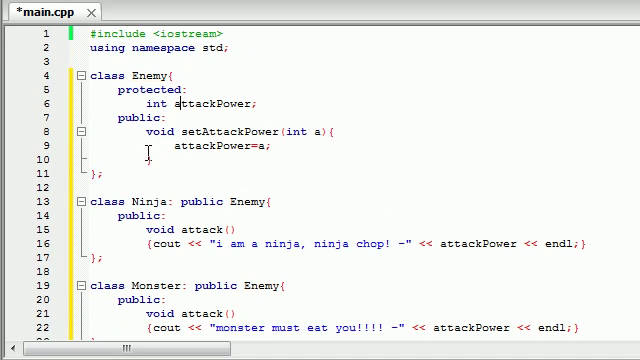 *main.cpp
1 #include <iostream>
2 using namespace std;
3
4 class Enemy{
5 protected:
6 int attackPower;
7 public:
8 void setAttackPower(int a){
9 attackPower=a;
10 }
11 };
12
13 class Ninja: public Enemy{
14 public:
15 void attack()
16 {cout << "i am a ninja, ninja chop! -" << attackPower << endl;}
17 };
18
19 class Monster: public Enemy{
20 public:
21 void attack()
22 {cout << "monster must eat you!!!! -" << attackPower << endl;}